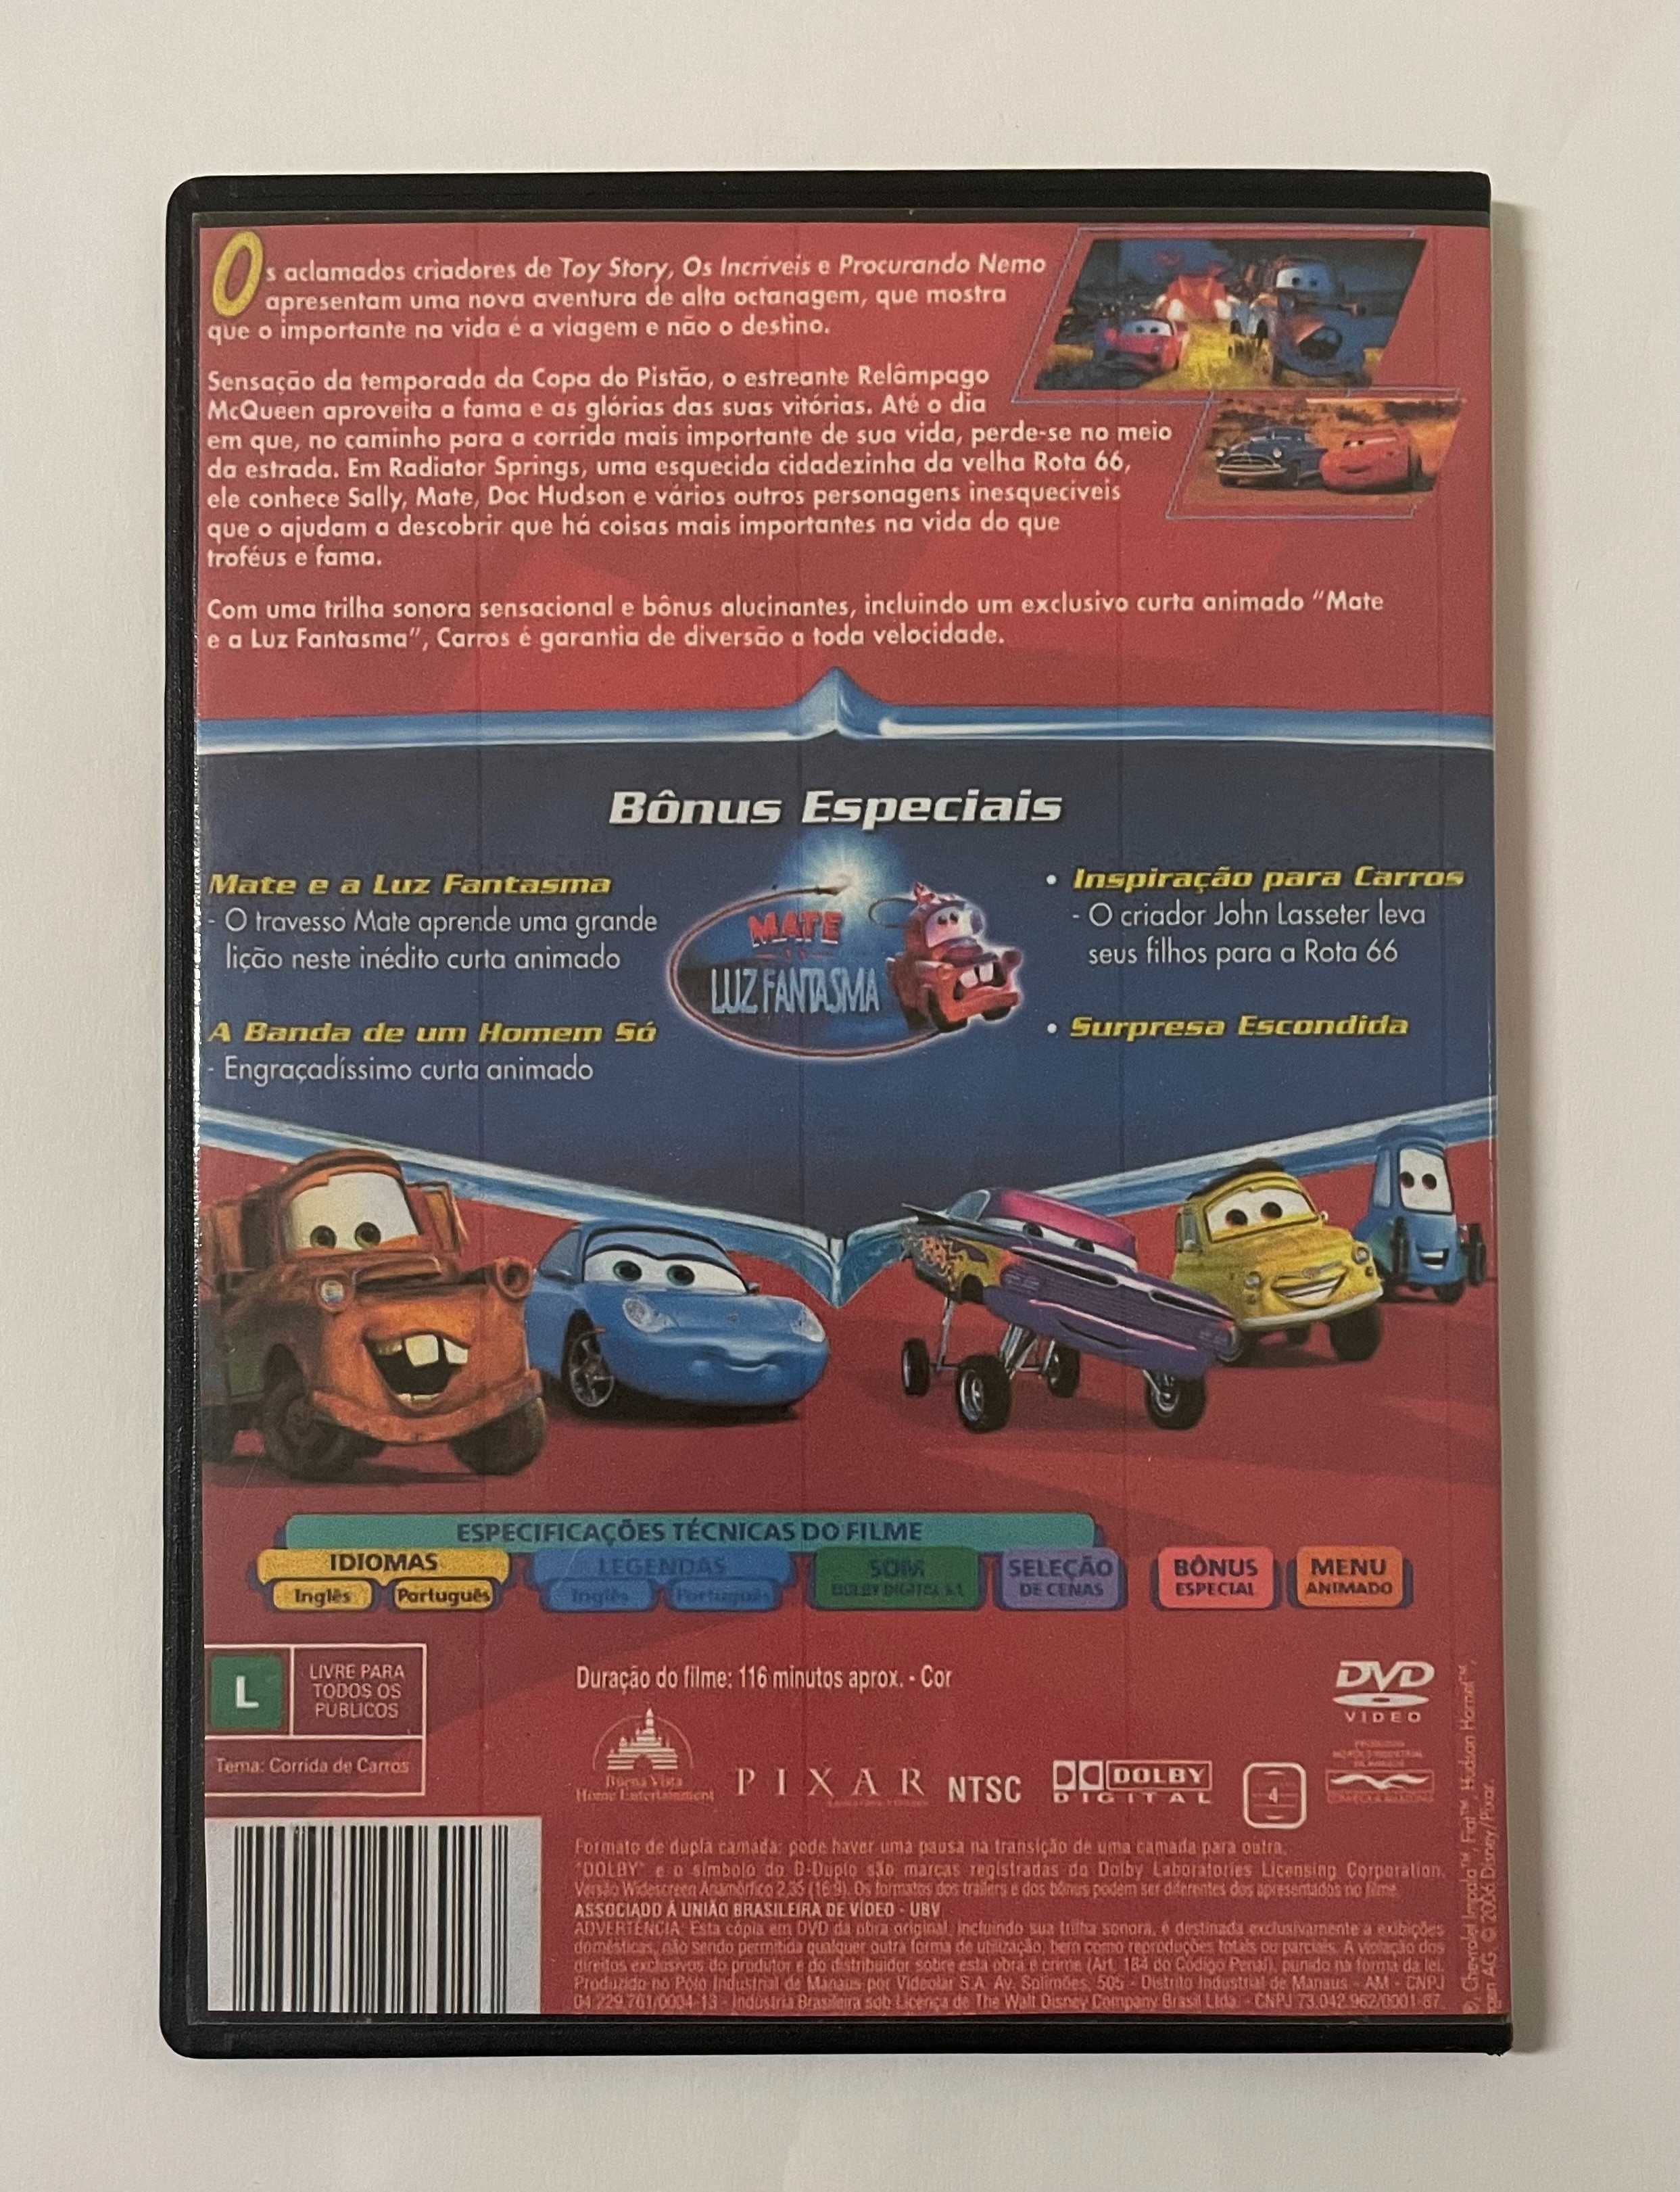 Os aclamados criadores de Toy Story, Os Incríveis e Procurando Nemo
apresentam uma nova aventura de alta octanagem, que mostra
que o importante na vida é a viagem e não o destino.
Sensação da temporada da Copa do Pistão, o estreante Relâmpago
McQueen aproveita a fama e as glórias das suas vitórias. Até o dia
em que, no caminho para a corrida mais importante de sua vida, perde-se no meio
da estrada. Em Radiator Springs, uma esquecida cidadezinha da velha Rota 66,
ele conhece Sally, Mate, Doc Hudson e vários outros personagens inesquecíveis
que o ajudam a descobrir que há coisas mais importantes na vida do que
troféus e fama.
Com uma trilha sonora sensacional e bônus alucinantes, incluindo um exclusivo curta animado "Mate
e a Luz Fantasma", Carros é garantia de diversão a toda velocidade.
Bônus Especiais
Mate e a Luz Fantasma
- O travesso Mate aprende uma grande
lição neste inédito curta animado
A Banda de um Homem Só
- Engraçadíssimo curta animado
MATE
LUZ FANTASMA
• Inspiração para Carros
- O criador John Lasseter leva
seus filhos para a Rota 66
• Surpresa Escondida
ESPECIFICAÇÕES TÉCNICAS DO FILME
IDIOMAS
Inglês Português
LEGENDAS
Inglês Português
SOM
DOLBY DIGITAL 5.1
SELEÇÃO
DE CENAS
BÔNUS
ESPECIAL
MENU
ANIMADO
L
LIVRE PARA
TODOS OS
PÚBLICOS
Tema: Corrida de Carros
Duração do filme: 116 minutos aprox. - Cor
DVD
VIDEO
Buena Vista
Home Entertainment
PIXAR
NTSC
DOLBY
DIGITAL
4
Formato de dupla camada: pode haver uma pausa na transição de uma camada para outra.
"DOLBY" e o símbolo do D-Duplo são marcas registradas da Dolby Laboratories Licensing Corporation.
Versão Widescreen Anamórfico 2,35 (16:9). Os formatos dos trailers e dos bônus podem ser diferentes dos apresentados no filme.
ASSOCIADO À UNIÃO BRASILEIRA DE VÍDEO - UBV
ADVERTÊNCIA: Esta cópia em DVD da obra original, incluindo sua trilha sonora, é destinada exclusivamente a exibições
domésticas, não sendo permitida qualquer outra forma de utilização, bem como reproduções totais ou parciais. A violação dos
direitos exclusivos do produtor e do distribuidor sobre esta obra é crime (Art. 184 do Código Penal), punido na forma da lei.
Produzido no Pólo Industrial de Manaus por Videolar S.A. Av. Solimões, 505 - Distrito Industrial de Manaus - AM - CNPJ
04.229.761/0004-13 - Indústria Brasileira sob Licença de The Walt Disney Company Brasil Ltda. - CNPJ 73.042.962/0001-87
Chevrolet Impala™, Fiat™, Hudson Hornet™,
AG. © 2006 Disney/Pixar.